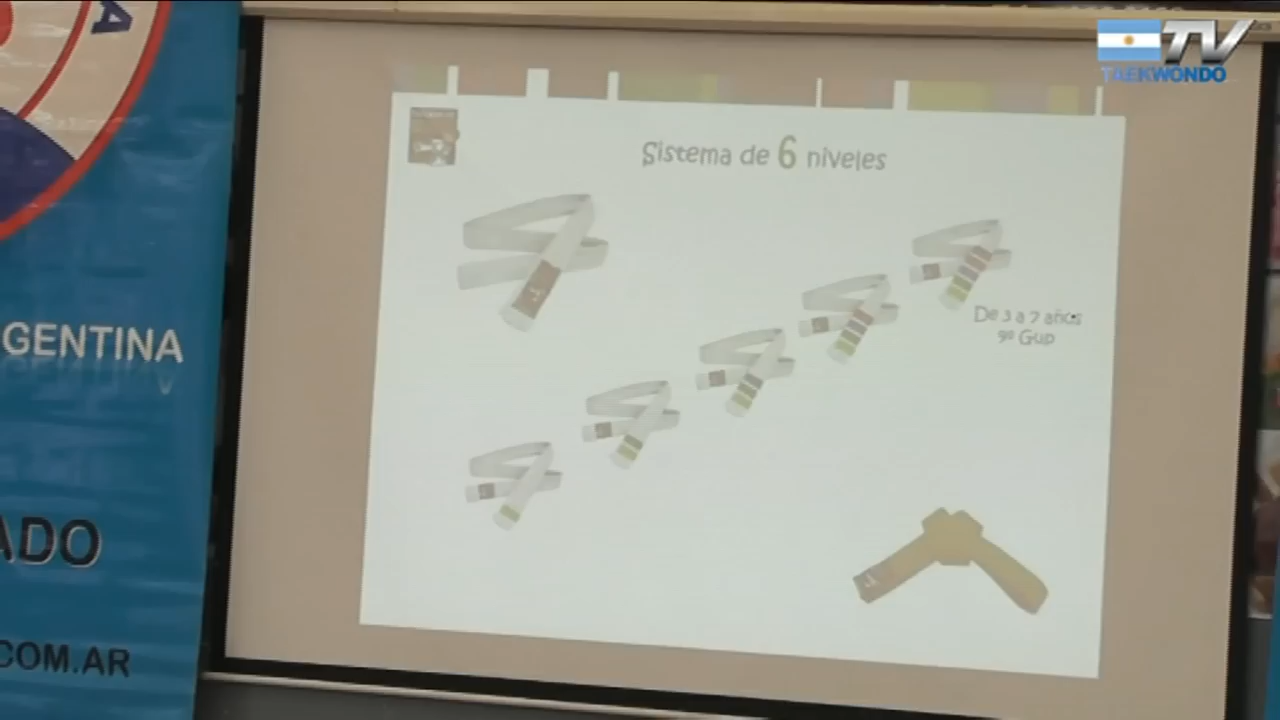 A
TV
TAEKWONDO
Sistema de 6 niveles
De 3 a 7 años
9º Gup
GENTINA
ADO
COM.AR